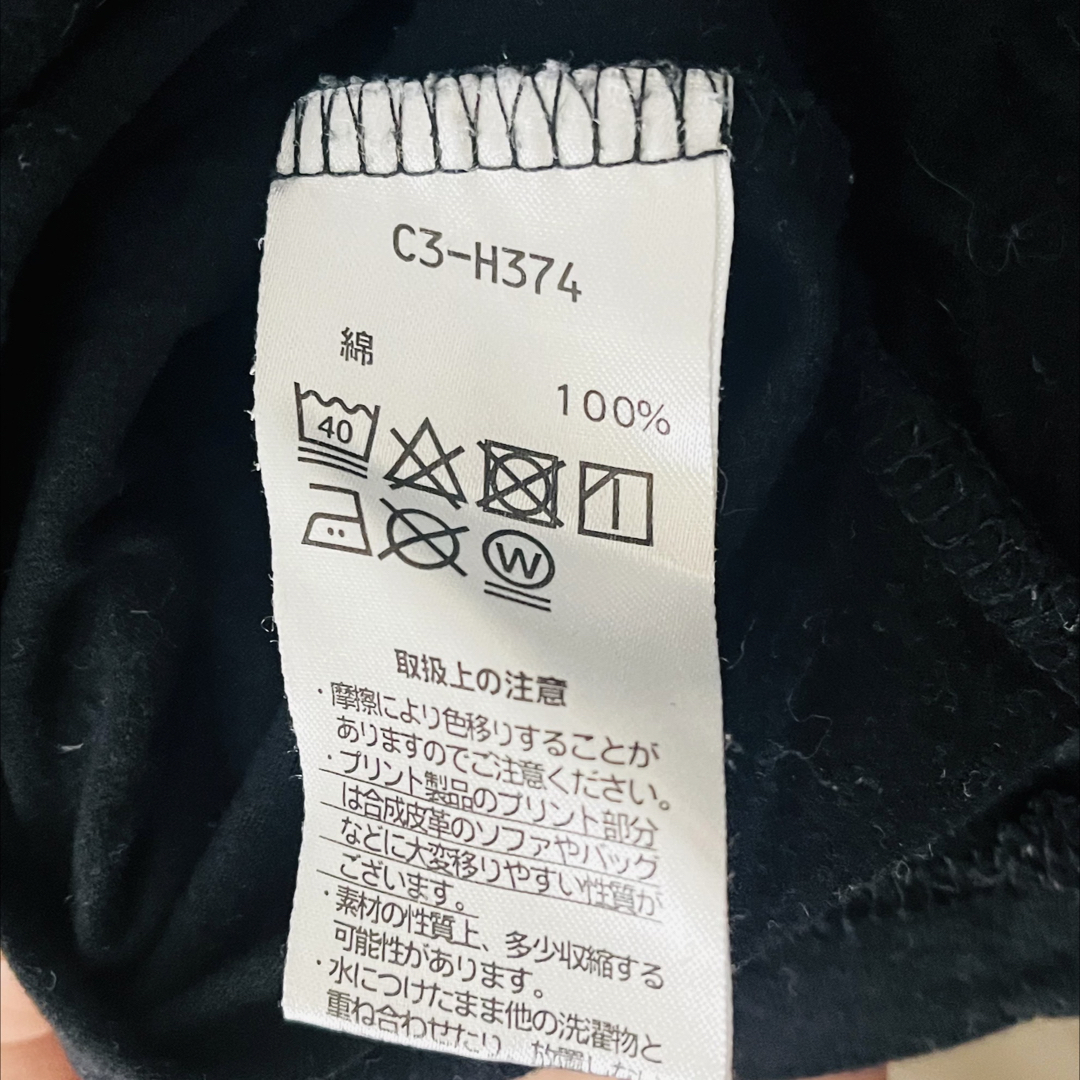 C3-H374
綿
100%
40
W
取扱上の注意
・摩擦により色移りすることが
ありますのでご注意ください。
・プリント製品のプリント部分
は合成皮革のソファやバッグ
などに大変移りやすい性質が
ございます。
・素材の性質上、多少収縮する
可能性があります。
・水につけたまま他の洗濯物と
重ね合わせたり